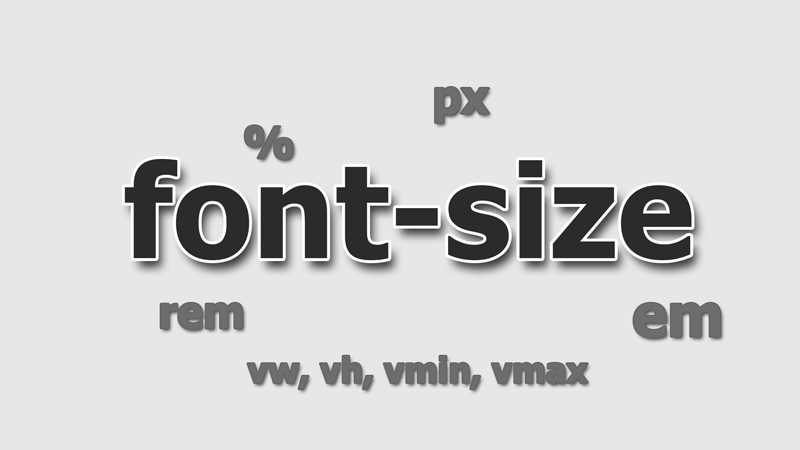 px
%
font-size
rem
em
vw, vh, vmin, vmax